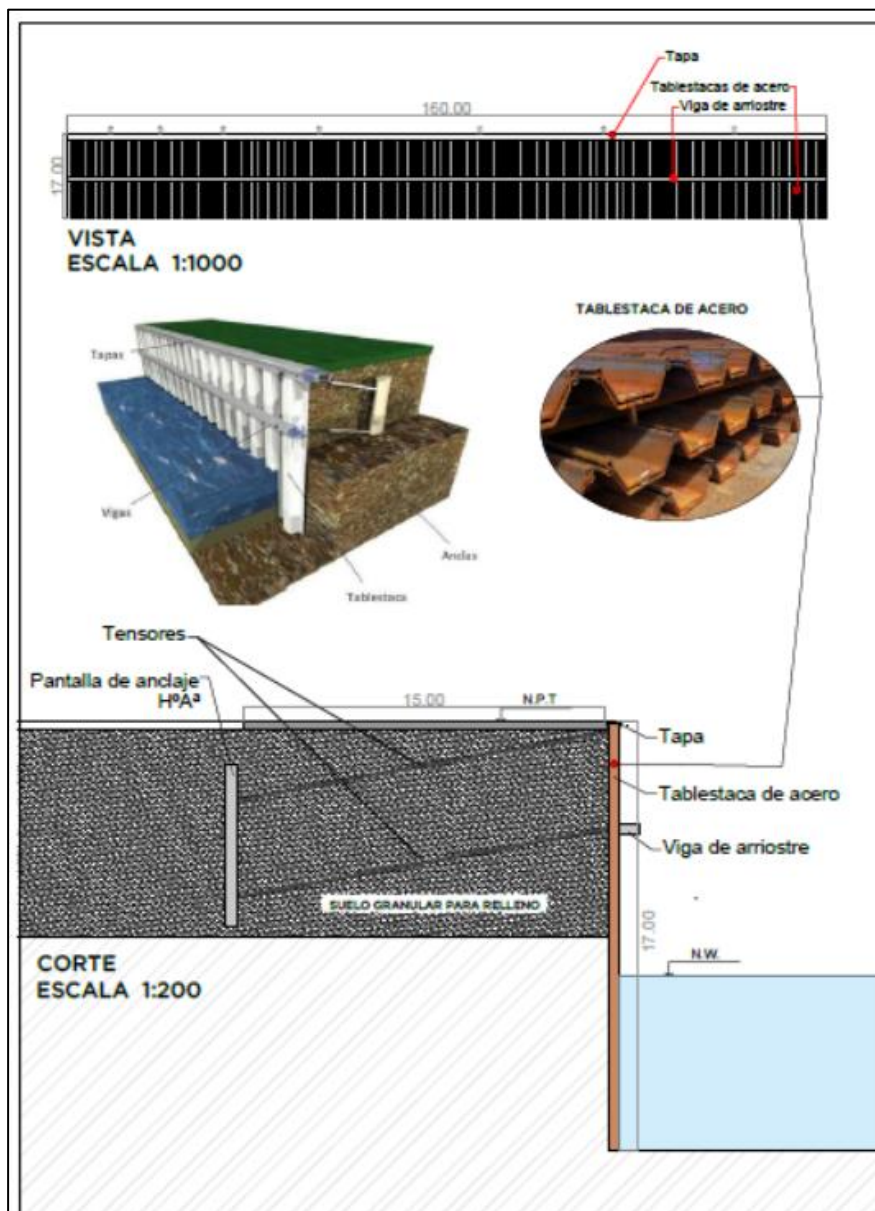 Tapa
Tablestacas de acero
Viga de arriostre
160.00
17.00
VISTA
ESCALA 1:1000
TABLESTACA DE ACERO
Tapas
Vigas
Anclas
Tablestaca
Tensores
Pantalla de anclaje
HºAª
15.00
N.P.T
Tapa
Tablestaca de acero
Viga de arriostre
SUELO GRANULAR PARA RELLENO
17.00
CORTE
ESCALA 1:200
N.W.